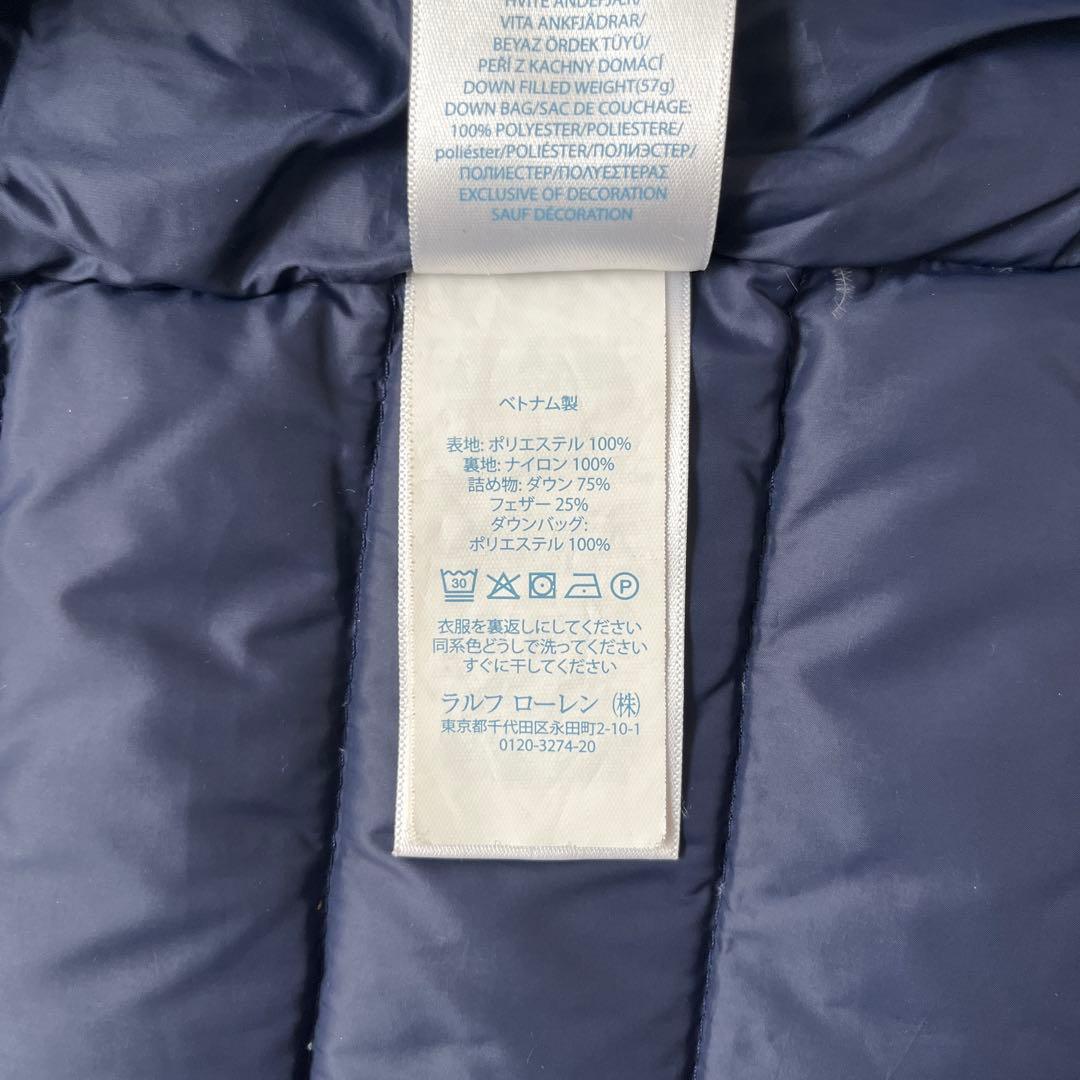 HVITE ANDEFJÆR/
VITA ANKFJÄDRAR/
BEYAZ ÖRDEK TÜYÜ/
PEŘÍ Z KACHNY DOMÁCÍ
DOWN FILLED WEIGHT(57g)
DOWN BAG/SAC DE COUCHAGE:
100% POLYESTER/POLIESTERE/
poliéster/POLIÉSTER/ПОЛИЭСТЕР/
ПОЛИЕСТЕР/ΠΟΛΥΕΣΤΕΡΑΣ
EXCLUSIVE OF DECORATION
SAUF DÉCORATION
ベトナム製
表地: ポリエステル 100%
裏地: ナイロン 100%
詰め物: ダウン 75%
フェザー 25%
ダウンバッグ:
ポリエステル 100%
30 P
衣服を裏返しにしてください
同系色どうしで洗ってください
すぐに干してください
ラルフ ローレン ㈱
東京都千代田区永田町2-10-1
0120-3274-20